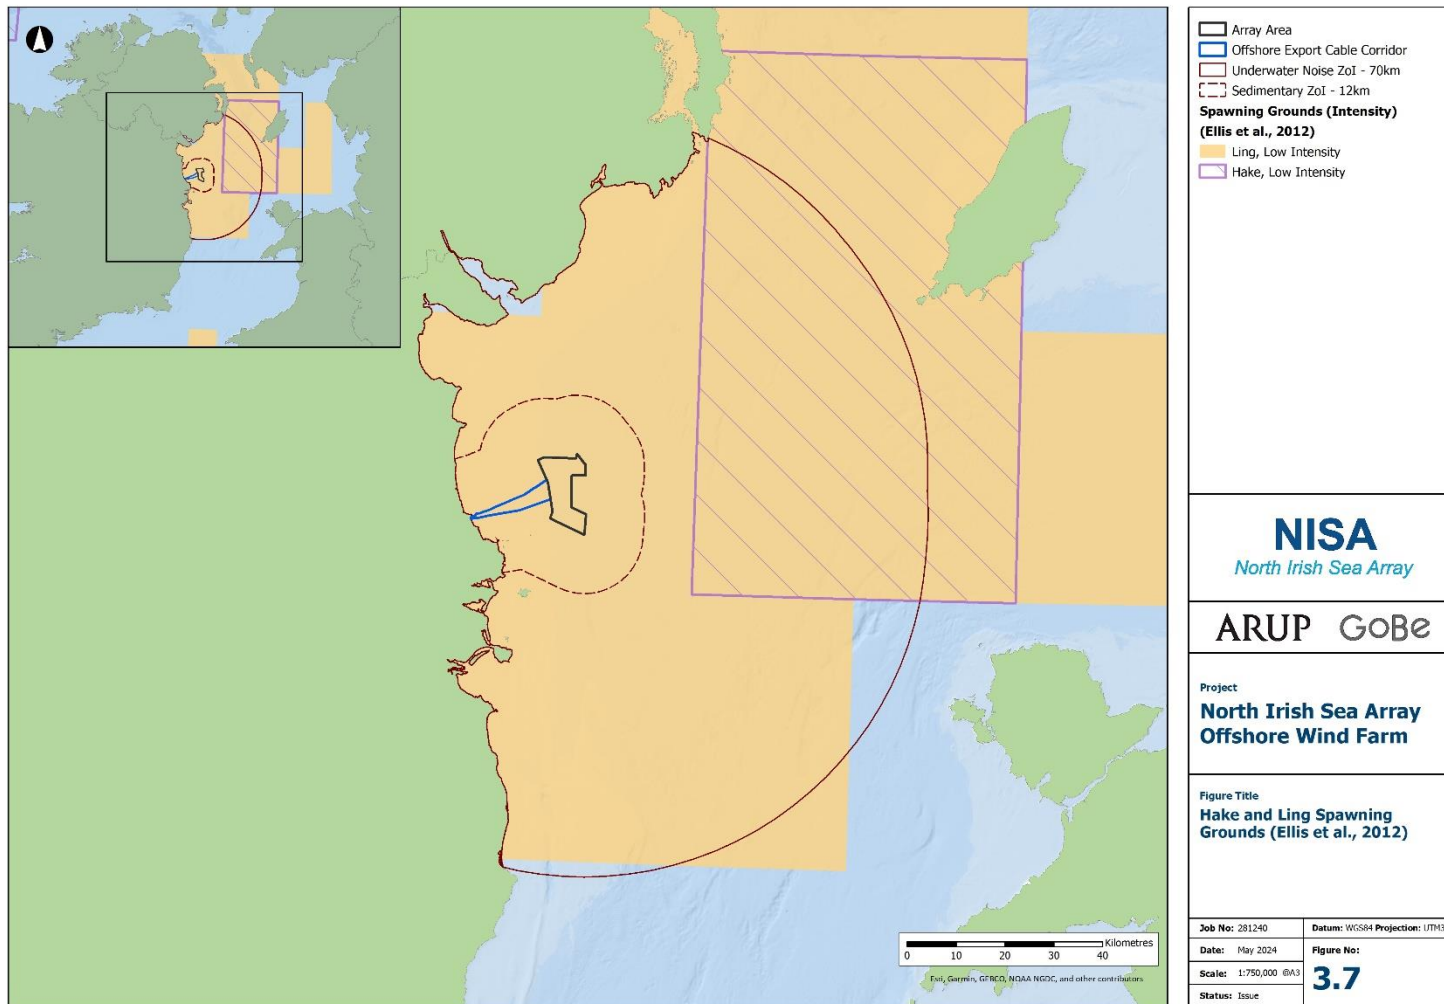 Array Area
Offshore Export Cable Corridor
Underwater Noise ZoI - 70km
Sedimentary ZoI - 12km
Spawning Grounds (Intensity)
(Ellis et al., 2012)
Ling, Low Intensity
Hake, Low Intensity
NISA
North Irish Sea Array
ARUP GoBe
Project
North Irish Sea Array
Offshore Wind Farm
Figure Title
Hake and Ling Spawning
Grounds (Ellis et al., 2012)
Job No: 281240
Datum: WGS84 Projection: UTM3
Date: May 2024
Figure No:
Scale: 1:750,000 @A3
3.7
Status: Issue
Kilometres
0 10 20 30 40
Esri, Garmin, GEBCO, NOAA NGDC, and other contributors